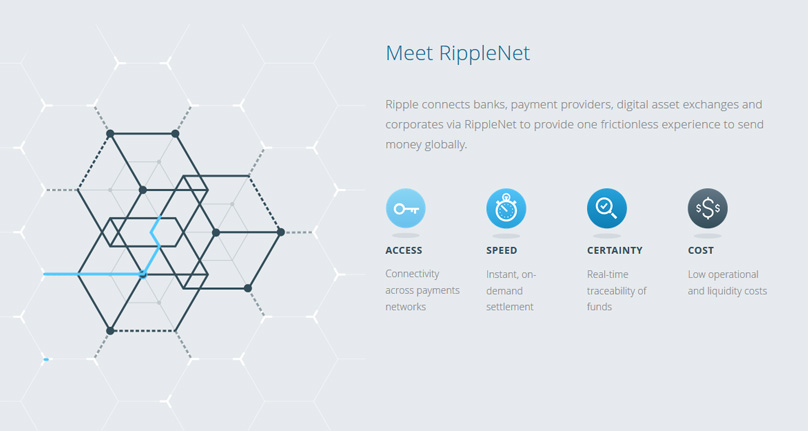 Meet RippleNet
Ripple connects banks, payment providers, digital asset exchanges and
corporates via RippleNet to provide one frictionless experience to send
money globally.
ACCESS
Connectivity
across payments
networks
SPEED
Instant, on-
demand
settlement
CERTAINTY
Real-time
traceability of
funds
COST
Low operational
and liquidity costs